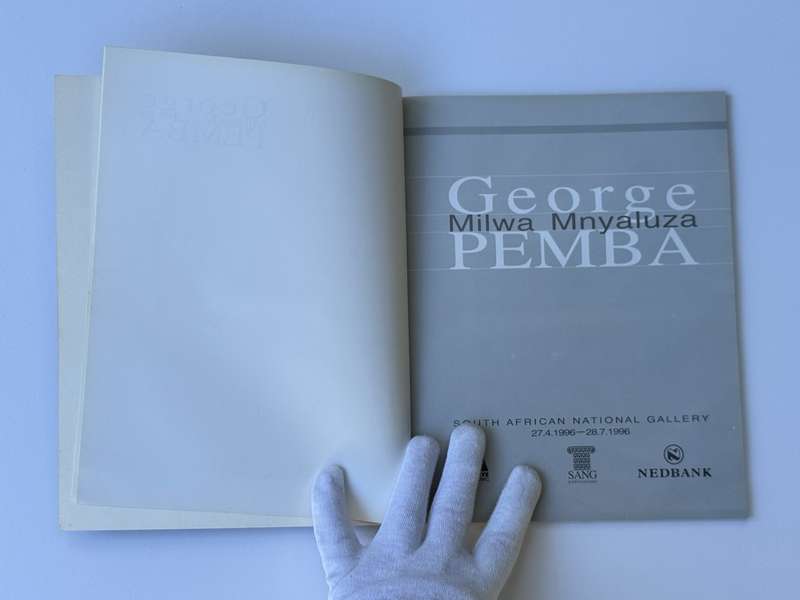 George
Milwa Mnyaluza
PEMBA
SOUTH AFRICAN NATIONAL GALLERY
27.4.1996—28.7.1996
SANG
NEDBANK